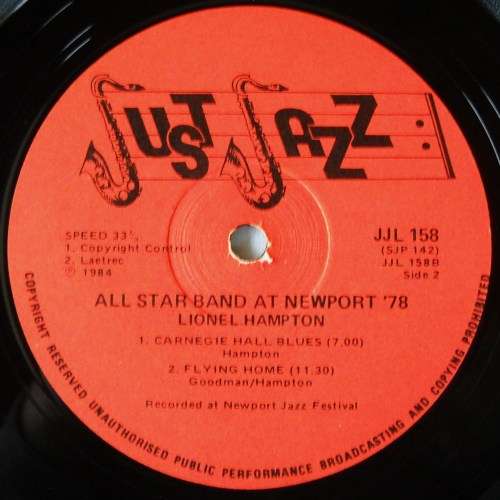 JUST JAZZ
SPEED 33⅓
1. Copyright Control
2. Laetrec
℗ 1984
JJL 158
(SJP 142)
JJL 158B
Side 2
ALL STAR BAND AT NEWPORT '78
LIONEL HAMPTON
1. CARNEGIE HALL BLUES (7.00)
Hampton
2. FLYING HOME (11.30)
Goodman/Hampton
Recorded at Newport Jazz Festival
COPYRIGHT RESERVED UNAUTHORISED PUBLIC PERFORMANCE BROADCASTING AND COPYING PROHIBITED